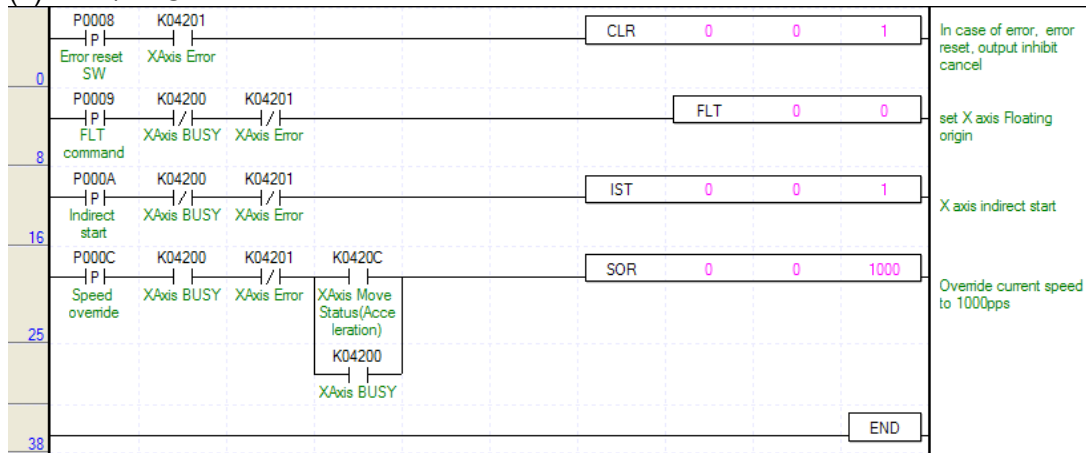 P0008 K04201
P CLR 0 0 1
Error reset SW XAxis Error
In case of error, error
reset, output inhibit
cancel
0
P0009 K04200 K04201
P FLT 0 0
FLT command XAxis BUSY XAxis Error
set X axis Floating
origin
8
P000A K04200 K04201
P IST 0 0 1
Indirect start XAxis BUSY XAxis Error
X axis indirect start
16
P000C K04200 K04201 K0420C
P SOR 0 0 1000
Speed override XAxis BUSY XAxis Error XAxis Move Status(Acceleration)
Override current speed
to 1000pps
25
K04200
XAxis BUSY
END
38